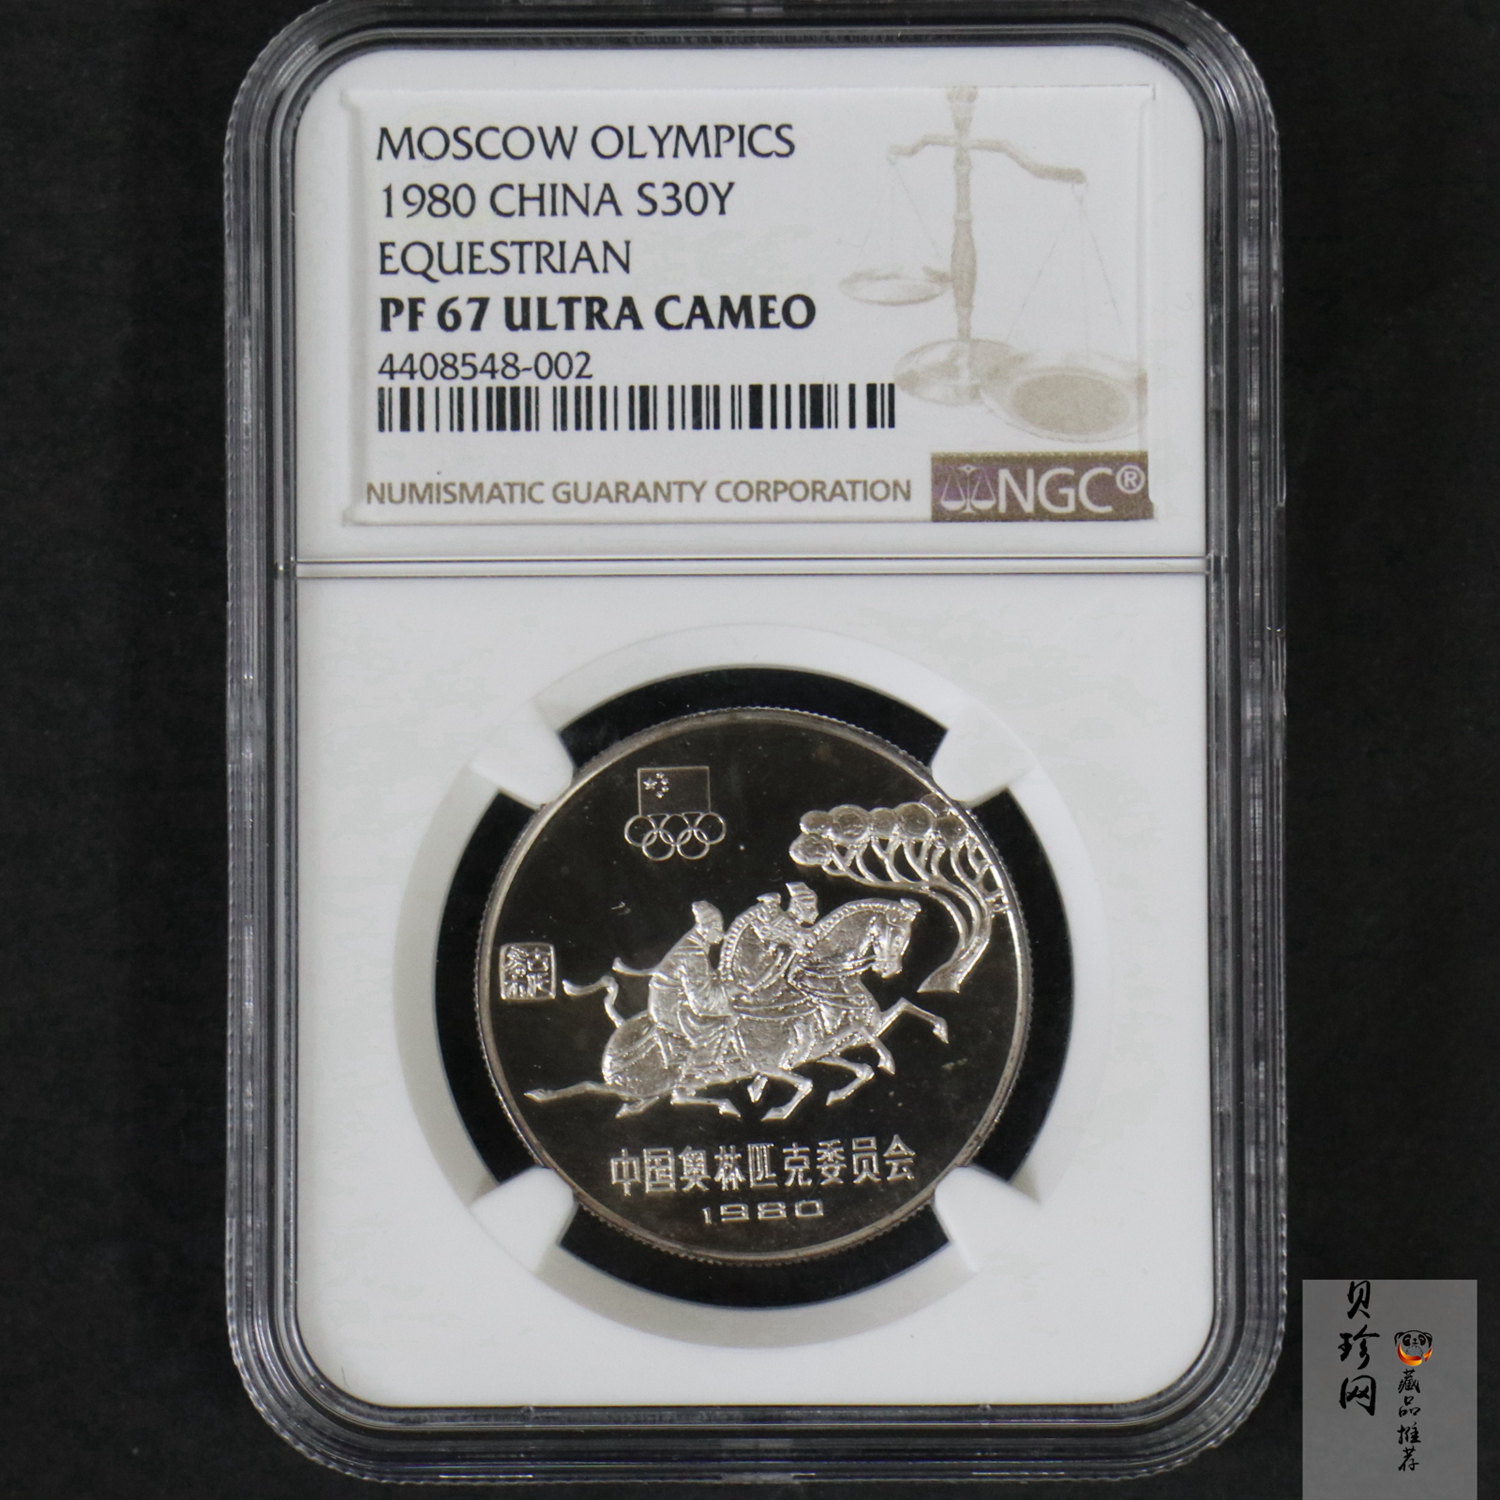 MOSCOW OLYMPICS
1980 CHINA S30Y
EQUESTRIAN
PF 67 ULTRA CAMEO
4408548-002
NUMISMATIC GUARANTY CORPORATION
NGC®
中国奥林匹克委员会
1980
贝珍网
藏品推荐